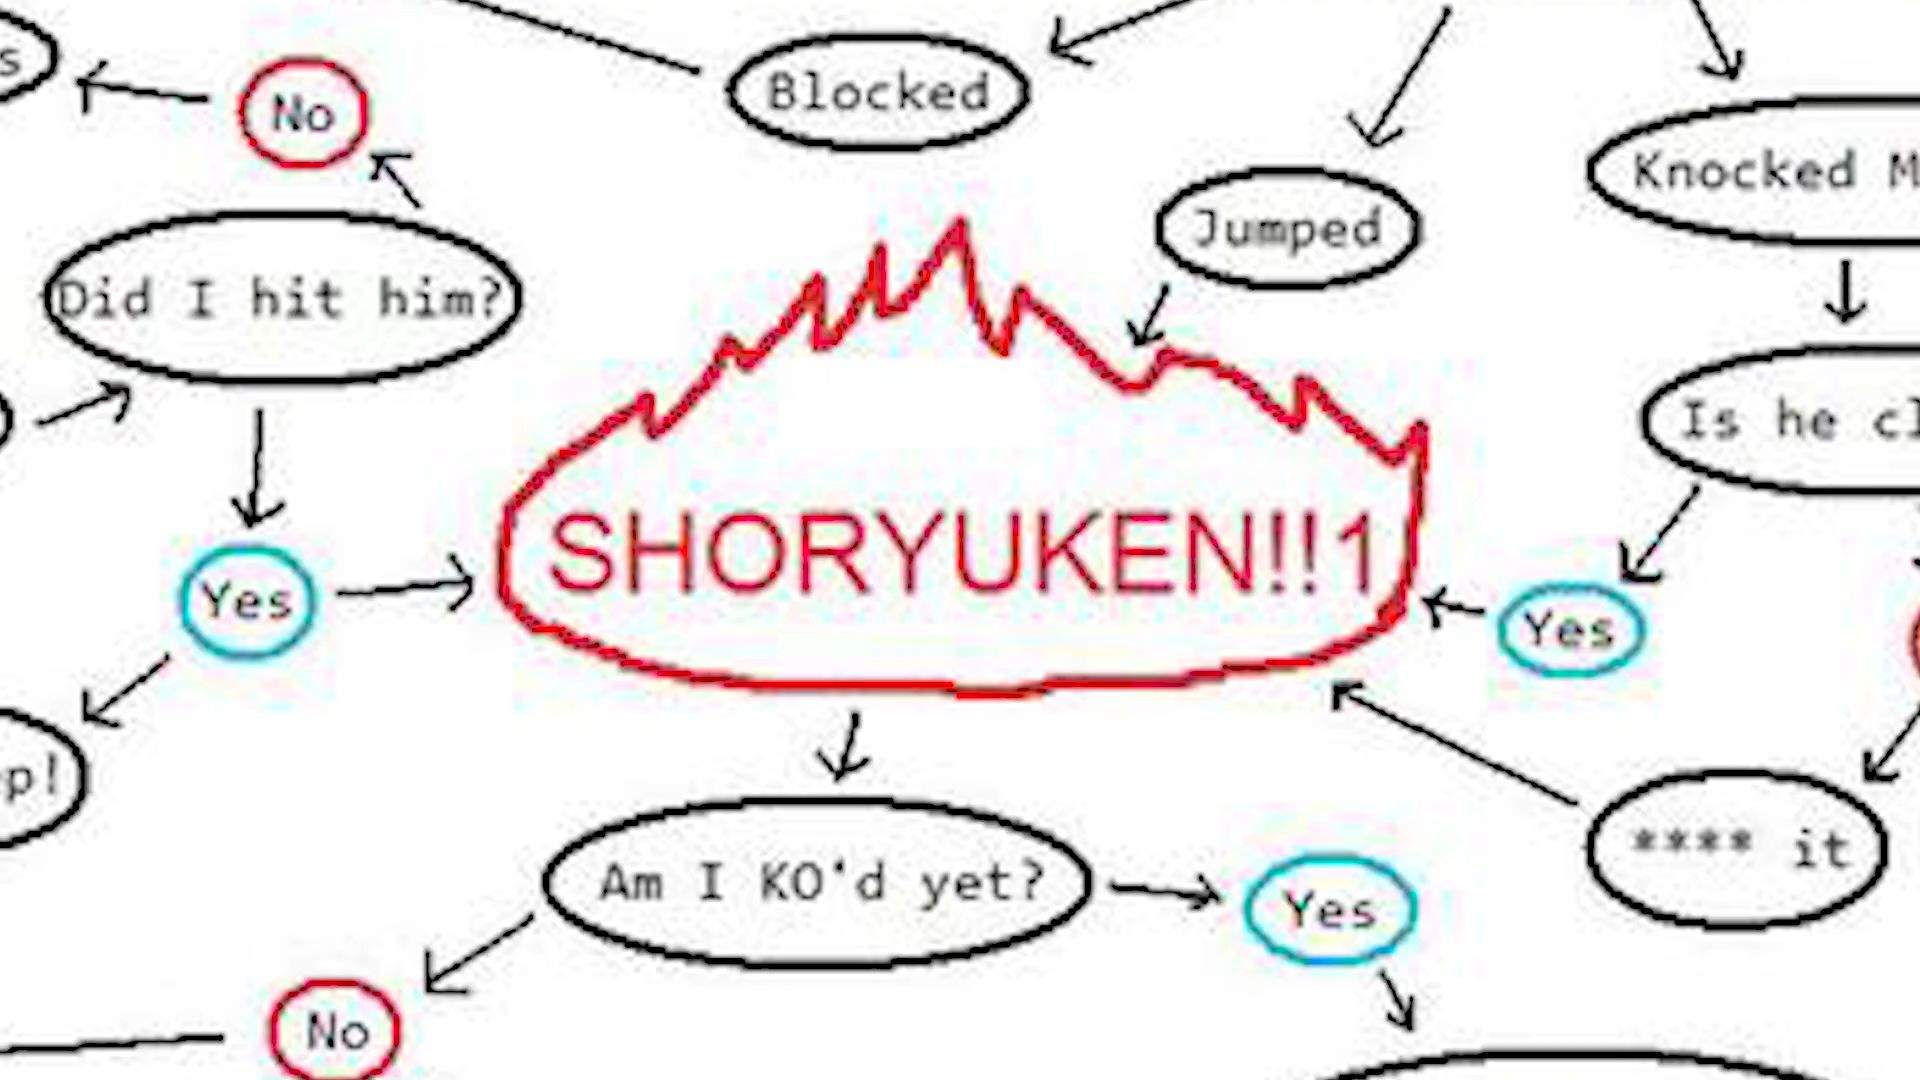 s
No
Blocked
Knocked M
Jumped
Did I hit him?
Is he cl
SHORYUKEN!!1
Yes
Yes
p!
**** it
Am I KO'd yet?
Yes
No